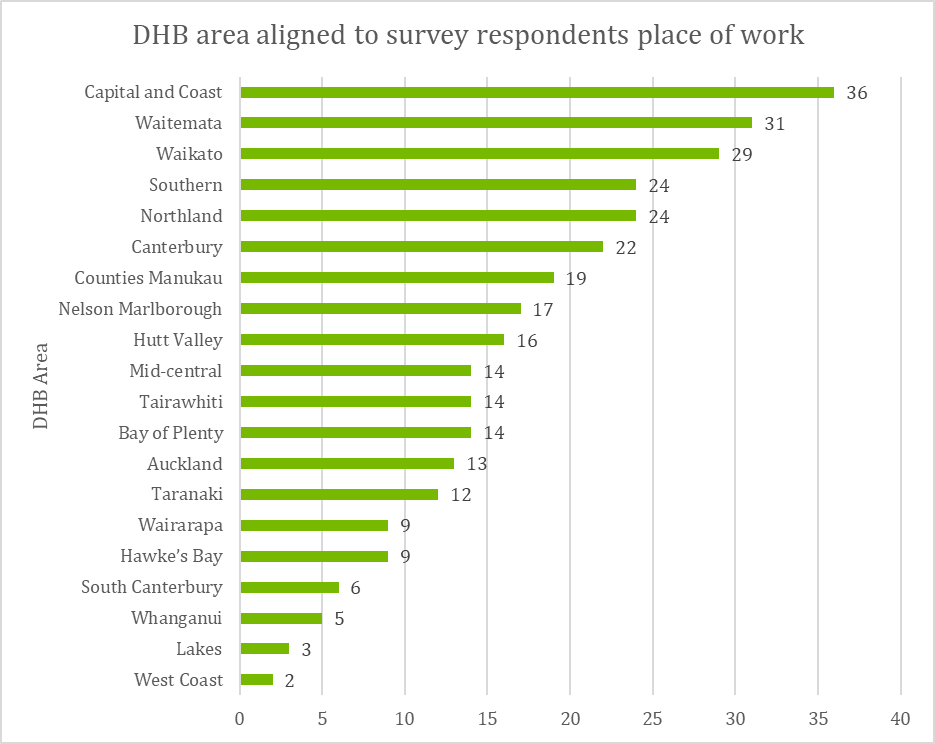 DHB area aligned to survey respondents place of work
DHB Area
Capital and Coast 36
Waitemata 31
Waikato 29
Southern 24
Northland 24
Canterbury 22
Counties Manukau 19
Nelson Marlborough 17
Hutt Valley 16
Mid-central 14
Tairawhiti 14
Bay of Plenty 14
Auckland 13
Taranaki 12
Wairarapa 9
Hawke’s Bay 9
South Canterbury 6
Whanganui 5
Lakes 3
West Coast 2
0 5 10 15 20 25 30 35 40